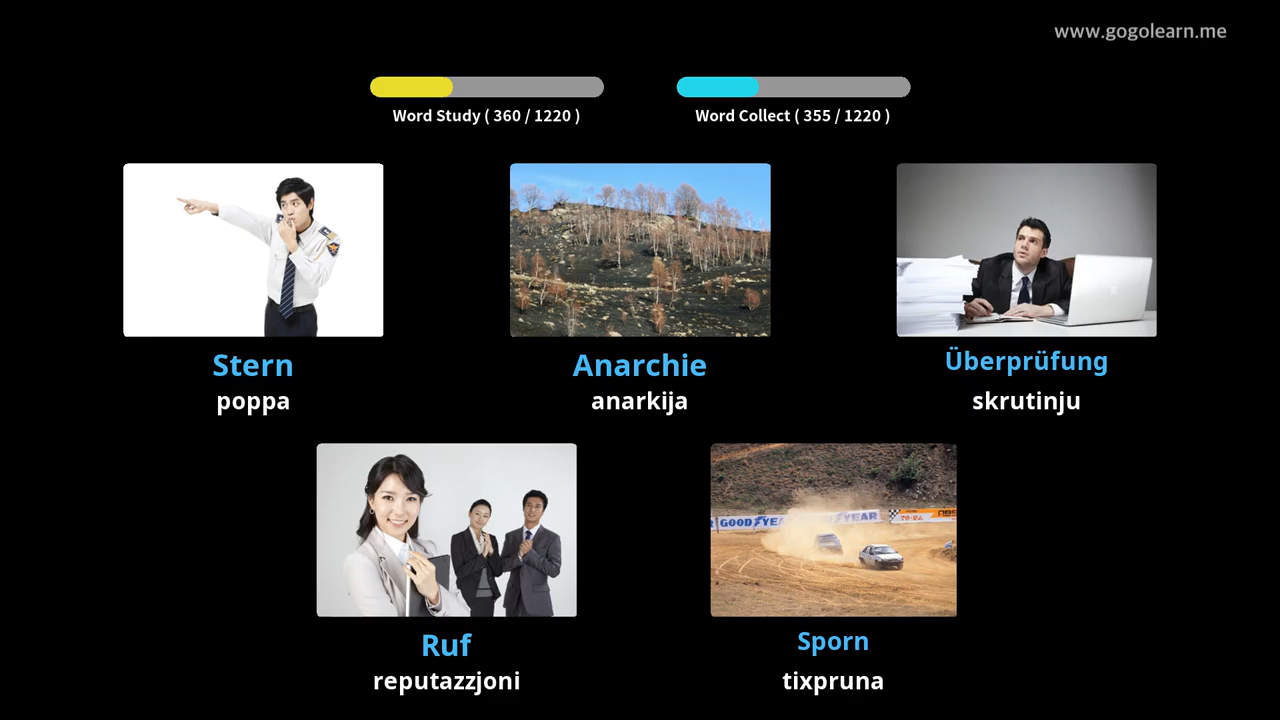 www.gogolearn.me
Word Study ( 360 / 1220 )
Word Collect ( 355 / 1220 )
Stern
poppa
Anarchie
anarkija
Überprüfung
skrutinju
GOODYEAR
Ruf
reputazzjoni
Sporn
tixpruna